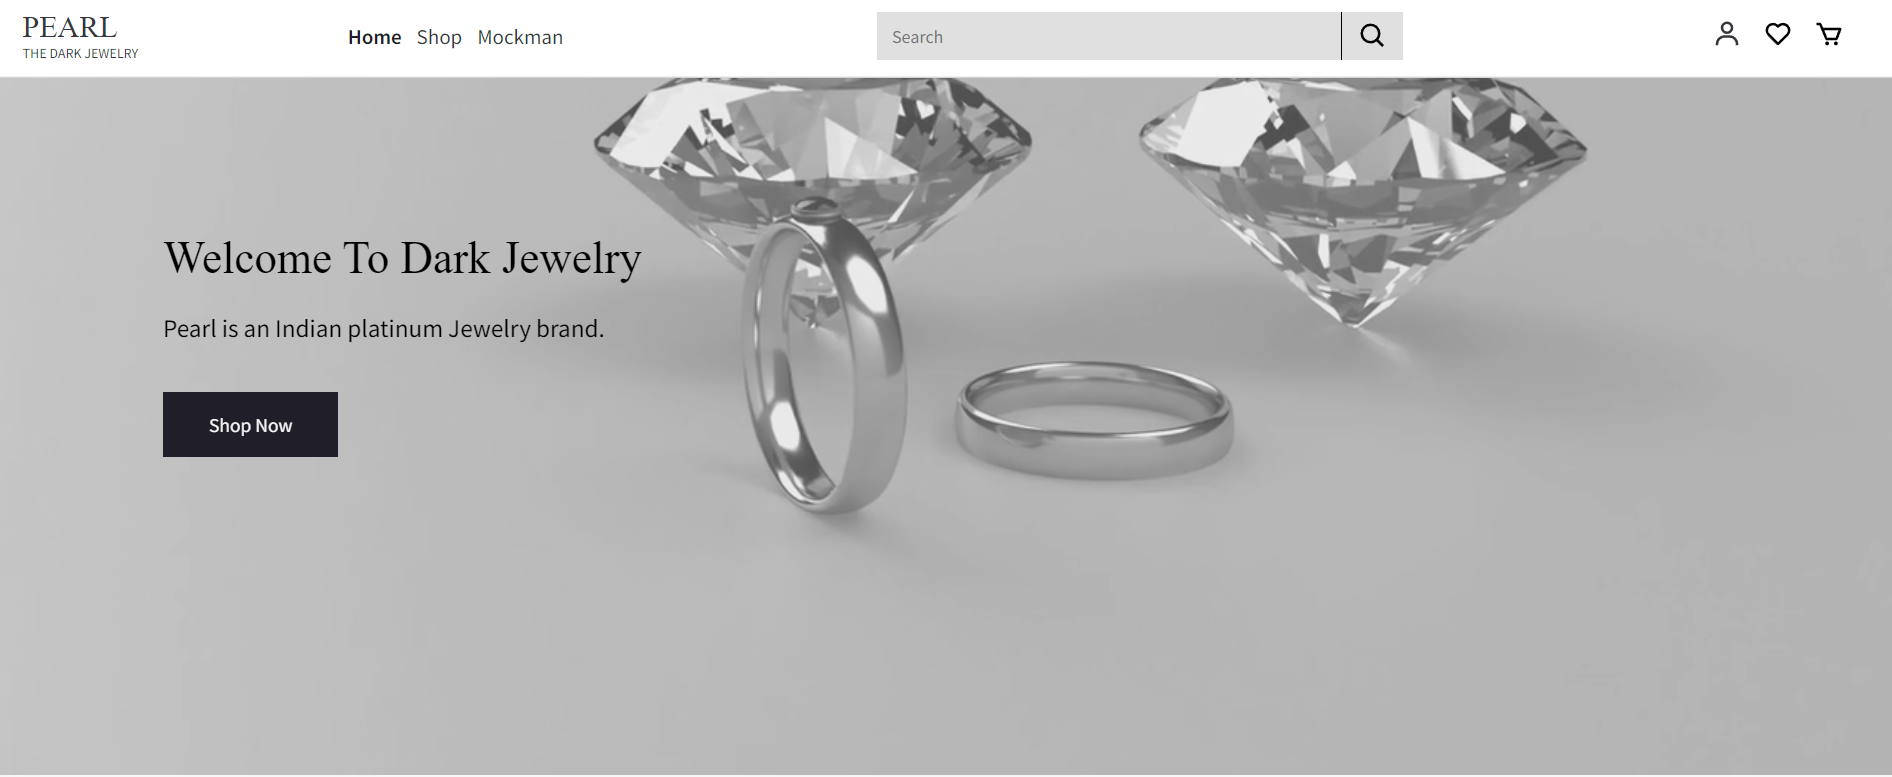 PEARL
THE DARK JEWELRY
Home Shop Mockman
Search
Welcome To Dark Jewelry
Pearl is an Indian platinum Jewelry brand.
Shop Now